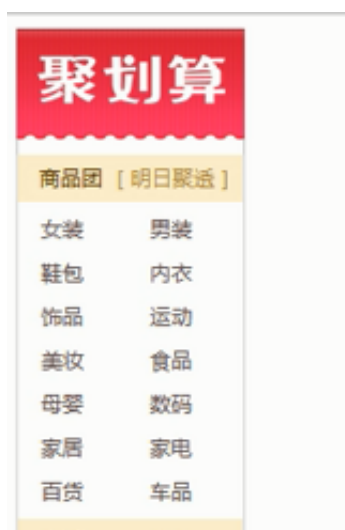 聚划算
商品团 [ 明日聚透 ]
女装 男装
鞋包 内衣
饰品 运动
美妆 食品
母婴 数码
家居 家电
百货 车品